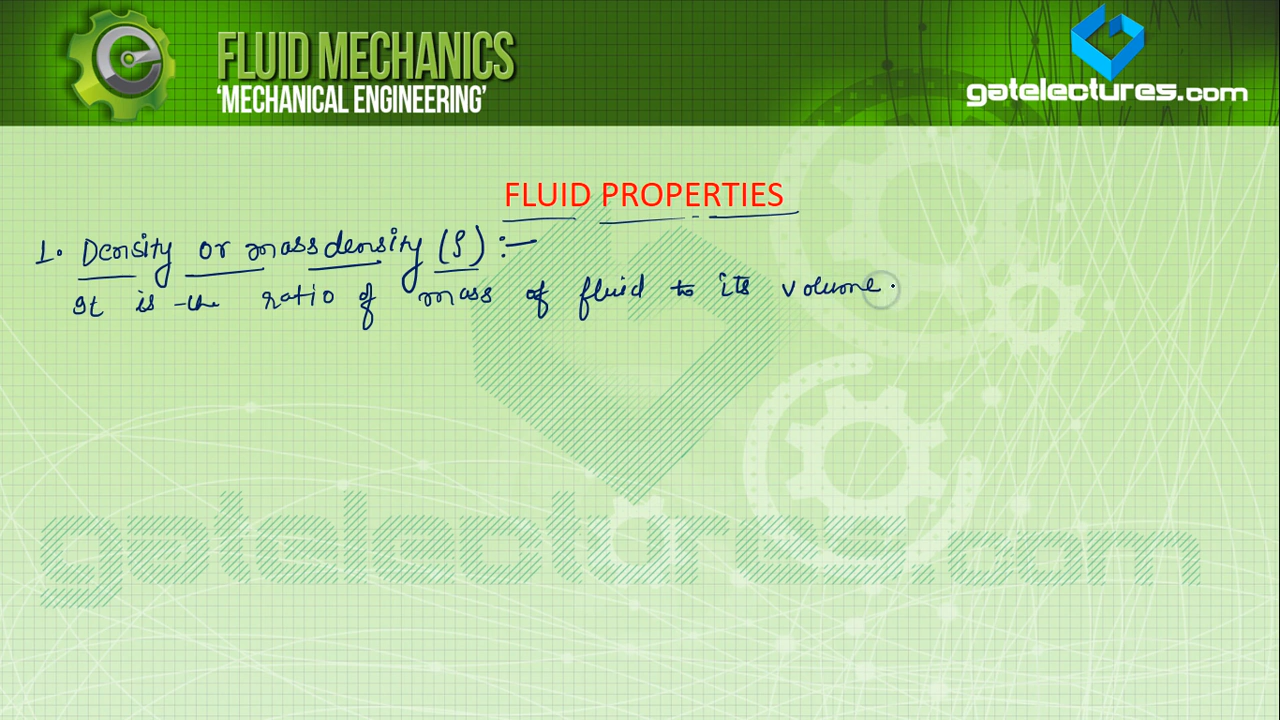 FLUID MECHANICS
'MECHANICAL ENGINEERING'
gatelectures.com
FLUID PROPERTIES
1. Density or mass density (ρ) :-
It is the ratio of mass of fluid to its volume.
gatelectures.com